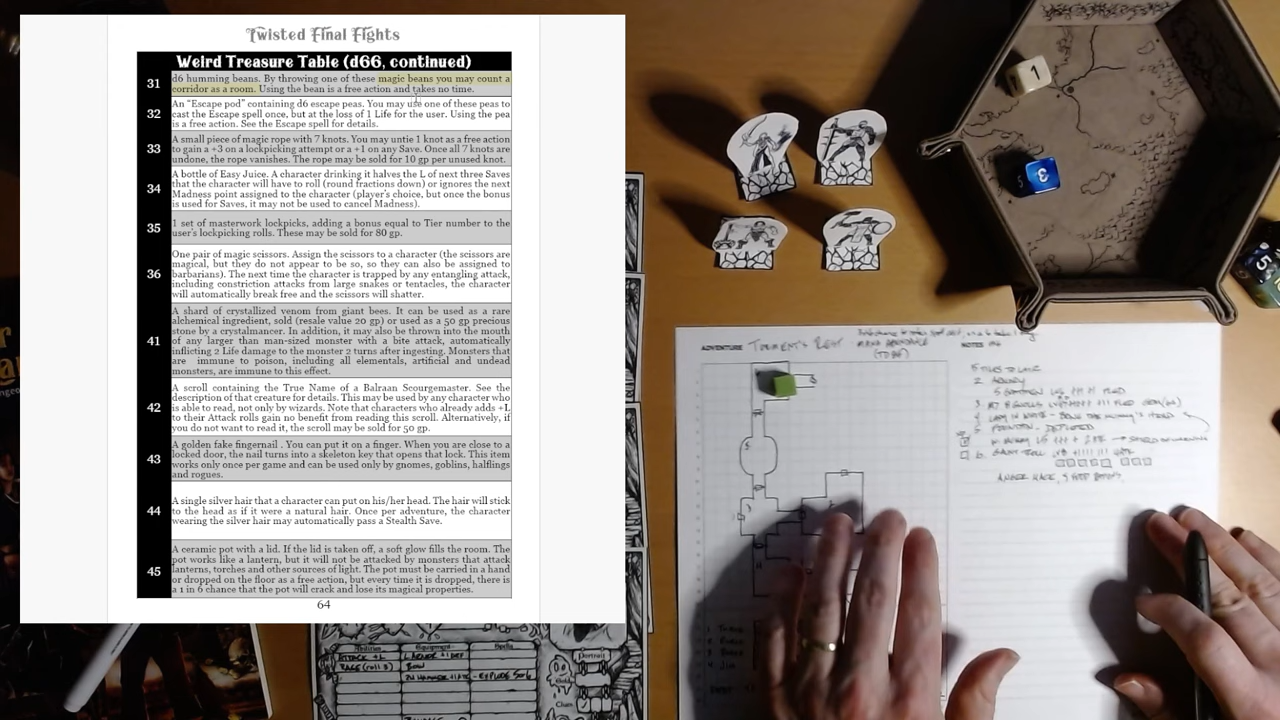 Twisted Final Fights
Weird Treasure Table (d66, continued)
31
d6 humming beans. By throwing one of these magic beans you may count a
corridor as a room. Using the bean is a free action and takes no time.
32
An "Escape pod" containing d6 escape peas. You may use one of these peas to
cast the Escape spell once, but at the loss of 1 Life for the user. Using the pea
is a free action. See the Escape spell for details.
33
A small piece of magic rope with 7 knots. You may untie 1 knot as a free action
to gain a +3 on a lockpicking attempt or a +1 on any Save. Once all 7 knots are
undone, the rope vanishes. The rope may be sold for 10 gp per unused knot.
34
A bottle of Easy Juice. A character drinking it halves the L of next three Saves
that the character will have to roll (round fractions down) or ignores the next
Madness point assigned to the character (player's choice, but once the bonus
is used for Saves, it may not be used to cancel Madness).
35
1 set of masterwork lockpicks, adding a bonus equal to Tier number to the
user's lockpicking rolls. These may be sold for 80 gp.
36
One pair of magic scissors. Assign the scissors to a character (the scissors are
magical, but they do not appear to be so, so they can also be assigned to
barbarians). The next time the character is trapped by any entangling attack,
including constriction attacks from large snakes or tentacles, the character
will automatically break free and the scissors will shatter.
41
A shard of crystallized venom from giant bees. It can be used as a rare
alchemical ingredient, sold (resale value 20 gp) or used as a 50 gp precious
stone by a crystalmancer. In addition, it may also be thrown into the mouth
of any larger than man-sized monster with a bite attack, automatically
inflicting 2 Life damage to the monster 2 turns after ingesting. Monsters that
are immune to poison, including all elementals, artificial and undead
monsters, are immune to this effect.
42
A scroll containing the True Name of a Balraan Scourgemaster. See the
description of that creature for details. This may be used by any character who
is able to read, not only by wizards. Note that characters who already adds +L
to their Attack rolls gain no benefit from reading this scroll. Alternatively, if
you do not want to read it, the scroll may be sold for 50 gp.
43
A golden fake fingernail . You can put it on a finger. When you are close to a
locked door, the nail turns into a skeleton key that opens that lock. This item
works only once per game and can be used only by gnomes, goblins, halflings
and rogues.
44
A single silver hair that a character can put on his/her head. The hair will stick
to the head as if it were a natural hair. Once per adventure, the character
wearing the silver hair may automatically pass a Stealth Save.
45
A ceramic pot with a lid. If the lid is taken off, a soft glow fills the room. The
pot works like a lantern, but it will not be attacked by monsters that attack
lanterns, torches and other sources of light. The pot must be carried in a hand
or dropped on the floor as a free action, but every time it is dropped, there is
a 1 in 6 chance that the pot will crack and lose its magical properties.
64
1
3
5
ADVENTURE TORMENT'S REST
NOTES
FOUNTAIN. DEPLETED
Abilities Equipment Spells
Portrait
BOW
EXPLODE